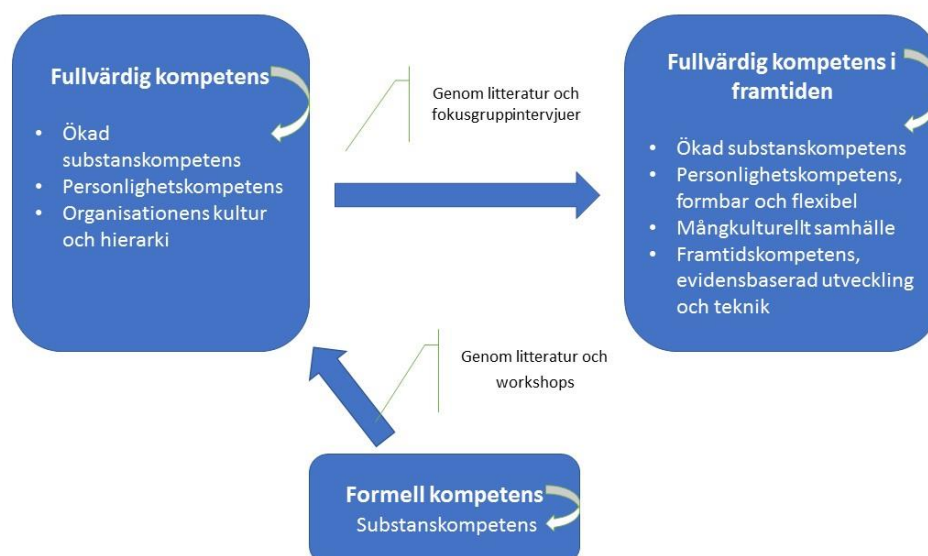 Fullvärdig kompetens
• Ökad
substanskompetens
• Personlighetskompetens
• Organisationens kultur
och hierarki
Genom litteratur och
fokusgruppintervjuer
Fullvärdig kompetens i
framtiden
• Ökad substanskompetens
• Personlighetskompetens,
formbar och flexibel
• Mångkulturellt samhälle
• Framtidskompetens,
evidensbaserad utveckling
och teknik
Genom litteratur och
workshops
Formell kompetens
Substanskompetens